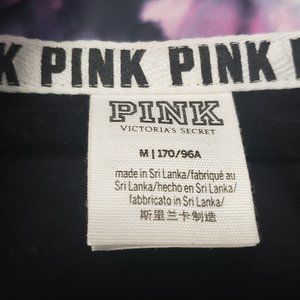 K PINK PINK
PINK
VICTORIA'S SECRET
M | 170/96A
made in Sri Lanka/fabriqué au
Sri Lanka/hecho en Sri Lanka/
fabbricato in Sri Lanka/
斯里兰卡制造